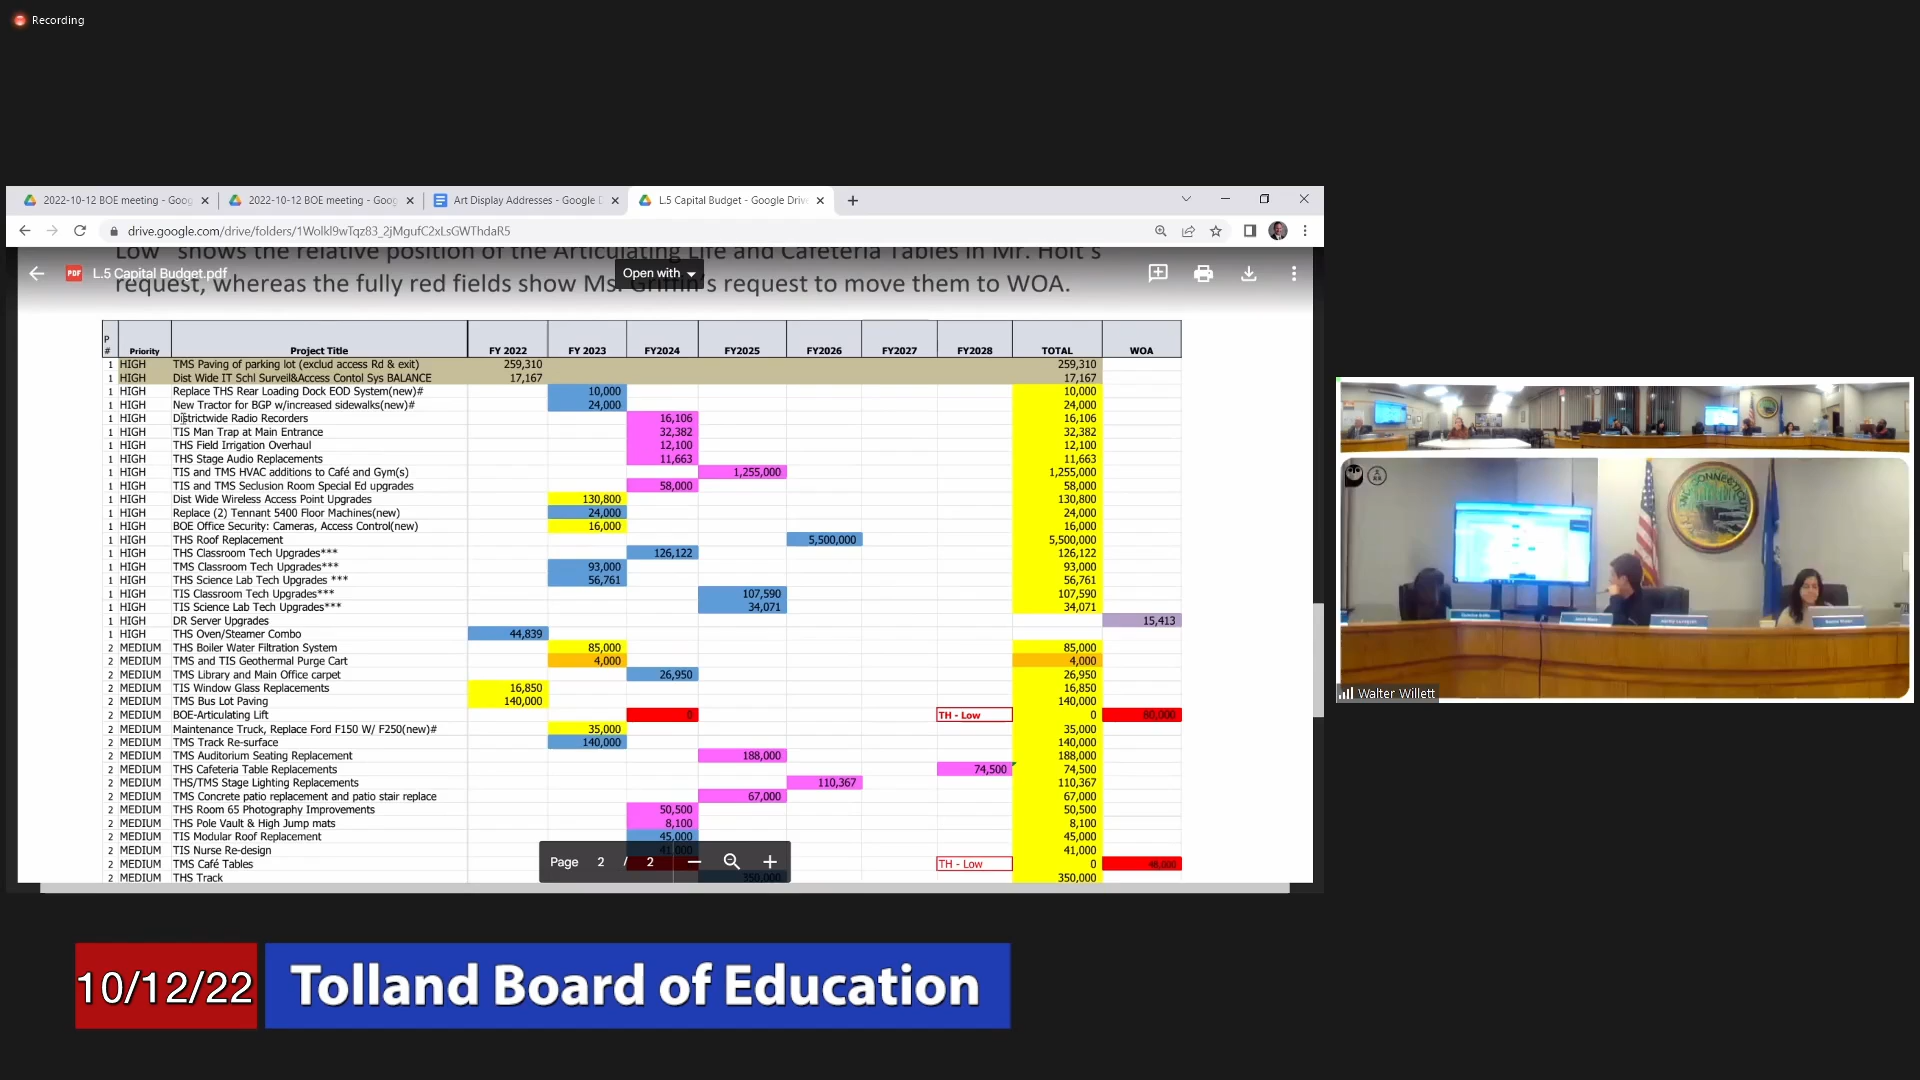 Recording
2022-10-12 BOE meeting - Goog
2022-10-12 BOE meeting - Goog
Art Display Addresses - Google D
L.5 Capital Budget - Google Drive
drive.google.com/drive/folders/1Wolkl9wTqz83_2jMgufC2xLsGWThdaR5
Low" shows the relative position of the Articulating Life and Cafeteria Tables in Mr. Holt's
L.5 Capital Budget.pdf
Open with
request, whereas the fully red fields show Ms. Griffin's request to move them to WOA.
P # Priority Project Title FY 2022 FY 2023 FY2024 FY2025 FY2026 FY2027 FY2028 TOTAL WOA
1 HIGH TMS Paving of parking lot (exclud access Rd & exit) 259,310 259,310
1 HIGH Dist Wide IT Schl Surveil&Access Contol Sys BALANCE 17,167 17,167
1 HIGH Replace THS Rear Loading Dock EOD System(new)# 10,000 10,000
1 HIGH New Tractor for BGP w/increased sidewalks(new)# 24,000 24,000
1 HIGH Districtwide Radio Recorders 16,106 16,106
1 HIGH TIS Man Trap at Main Entrance 32,382 32,382
1 HIGH THS Field Irrigation Overhaul 12,100 12,100
1 HIGH THS Stage Audio Replacements 11,663 11,663
1 HIGH TIS and TMS HVAC additions to Café and Gym(s) 1,255,000 1,255,000
1 HIGH TIS and TMS Seclusion Room Special Ed upgrades 58,000 58,000
1 HIGH Dist Wide Wireless Access Point Upgrades 130,800 130,800
1 HIGH Replace (2) Tennant 5400 Floor Machines(new) 24,000 24,000
1 HIGH BOE Office Security: Cameras, Access Control(new) 16,000 16,000
1 HIGH THS Roof Replacement 5,500,000 5,500,000
1 HIGH THS Classroom Tech Upgrades*** 126,122 126,122
1 HIGH TMS Classroom Tech Upgrades*** 93,000 93,000
1 HIGH THS Science Lab Tech Upgrades *** 56,761 56,761
1 HIGH TIS Classroom Tech Upgrades*** 107,590 107,590
1 HIGH TIS Science Lab Tech Upgrades*** 34,071 34,071
1 HIGH DR Server Upgrades 15,413
1 HIGH THS Oven/Steamer Combo 44,839
2 MEDIUM THS Boiler Water Filtration System 85,000 85,000
2 MEDIUM TMS and TIS Geothermal Purge Cart 4,000 4,000
2 MEDIUM TMS Library and Main Office carpet 26,950 26,950
2 MEDIUM TIS Window Glass Replacements 16,850 16,850
2 MEDIUM TMS Bus Lot Paving 140,000 140,000
2 MEDIUM BOE-Articulating Lift 0 TH - Low 0 80,000
2 MEDIUM Maintenance Truck, Replace Ford F150 W/ F250(new)# 35,000 35,000
2 MEDIUM TMS Track Re-surface 140,000 140,000
2 MEDIUM TMS Auditorium Seating Replacement 188,000 188,000
2 MEDIUM THS Cafeteria Table Replacements 74,500 74,500
2 MEDIUM THS/TMS Stage Lighting Replacements 110,367 110,367
2 MEDIUM TMS Concrete patio replacement and patio stair replace 67,000 67,000
2 MEDIUM THS Room 65 Photography Improvements 50,500 50,500
2 MEDIUM THS Pole Vault & High Jump mats 8,100 8,100
2 MEDIUM TIS Modular Roof Replacement 45,000 45,000
2 MEDIUM TIS Nurse Re-design 41,000 41,000
2 MEDIUM TMS Café Tables TH - Low 0
2 MEDIUM THS Track 350,000 350,000
Page 2 / 2
Walter Willett
10/12/22
Tolland Board of Education